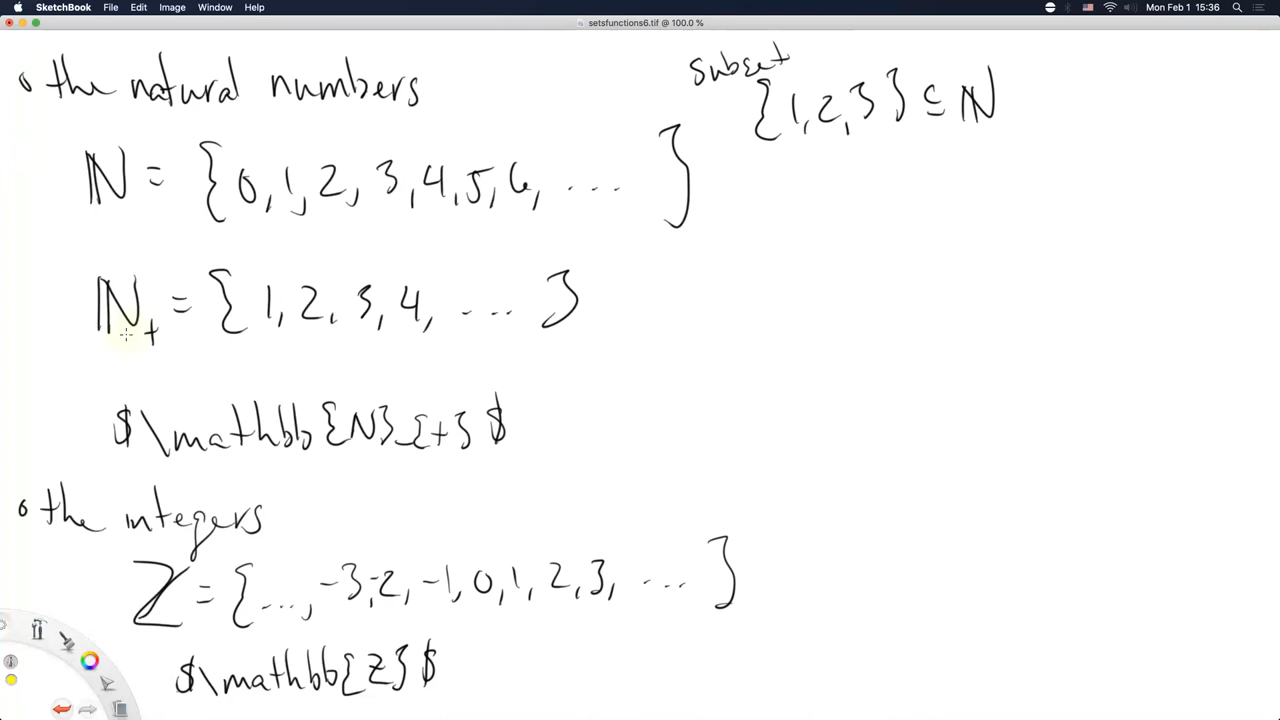 SketchBook File Edit Image Window Help Mon Feb 1 15:36
setsfunctions6.tif @ 100.0 %
• the natural numbers
ℕ = {0, 1, 2, 3, 4, 5, 6, ... }
subset
{1, 2, 3} ⊆ ℕ
ℕ₊ = {1, 2, 3, 4, ... }
$\mathbb{N}_{+}$
• the integers
ℤ = {..., -3, -2, -1, 0, 1, 2, 3, ... }
$\mathbb{Z}$